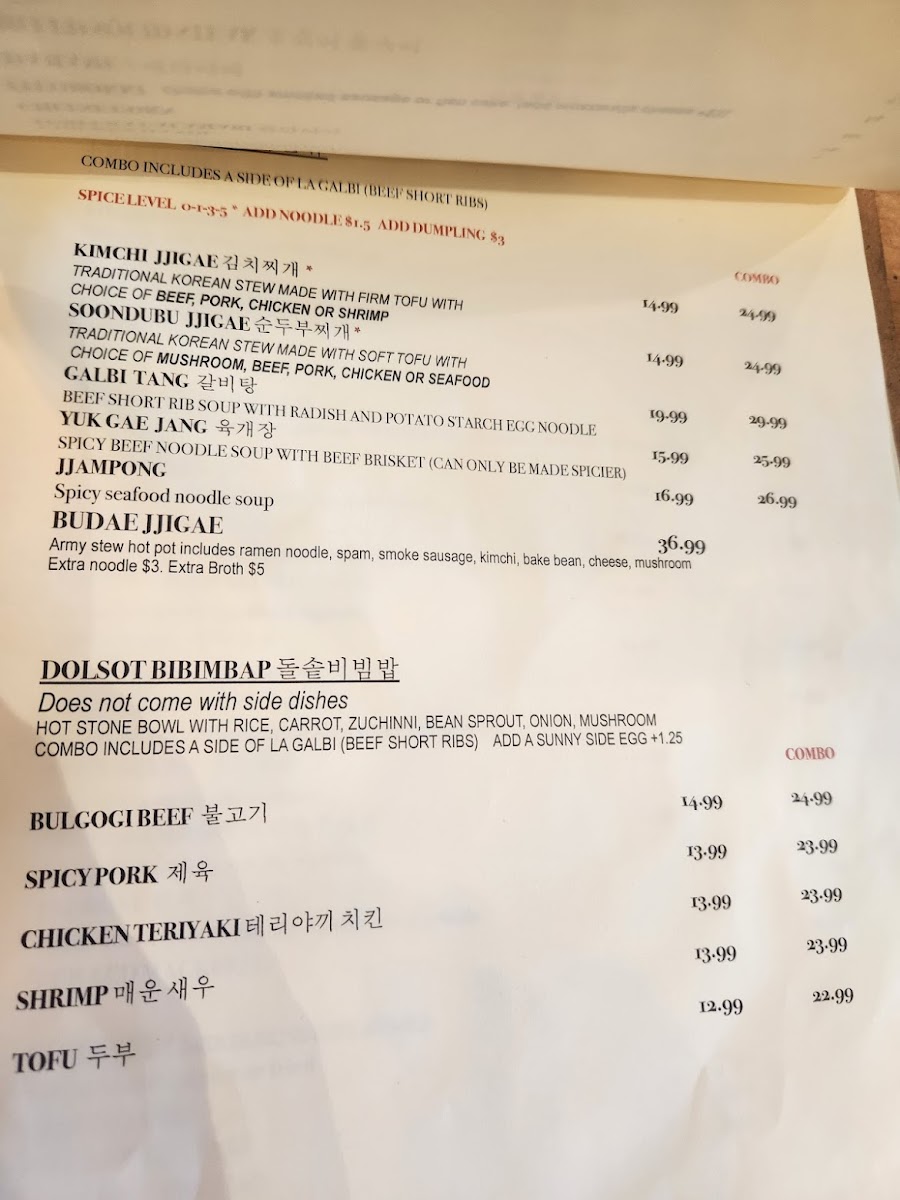 COMBO INCLUDES A SIDE OF LA GALBI (BEEF SHORT RIBS)
SPICE LEVEL 0-1-3-5 * ADD NOODLE $1.5 ADD DUMPLING $3
COMBO
KIMCHI JJIGAE 김치찌개 *
TRADITIONAL KOREAN STEW MADE WITH FIRM TOFU WITH
CHOICE OF BEEF, PORK, CHICKEN OR SHRIMP 14.99 24.99
SOONDUBU JJIGAE 순두부찌개 *
TRADITIONAL KOREAN STEW MADE WITH SOFT TOFU WITH
CHOICE OF MUSHROOM, BEEF, PORK, CHICKEN OR SEAFOOD 14.99 24.99
GALBI TANG 갈비탕 19.99 29.99
BEEF SHORT RIB SOUP WITH RADISH AND POTATO STARCH EGG NOODLE
YUK GAE JANG 육개장 15.99 25.99
SPICY BEEF NOODLE SOUP WITH BEEF BRISKET (CAN ONLY BE MADE SPICIER)
JJAMPONG 16.99 26.99
Spicy seafood noodle soup
BUDAE JJIGAE 36.99
Army stew hot pot includes ramen noodle, spam, smoke sausage, kimchi, bake bean, cheese, mushroom
Extra noodle $3. Extra Broth $5
DOLSOT BIBIMBAP 돌솥비빔밥
Does not come with side dishes
HOT STONE BOWL WITH RICE, CARROT, ZUCHINNI, BEAN SPROUT, ONION, MUSHROOM
COMBO INCLUDES A SIDE OF LA GALBI (BEEF SHORT RIBS) ADD A SUNNY SIDE EGG +1.25
COMBO
BULGOGI BEEF 불고기 14.99 24.99
SPICY PORK 제육 13.99 23.99
CHICKEN TERIYAKI 테리야끼 치킨 13.99 23.99
SHRIMP 매운새우 13.99 23.99
TOFU 두부 12.99 22.99